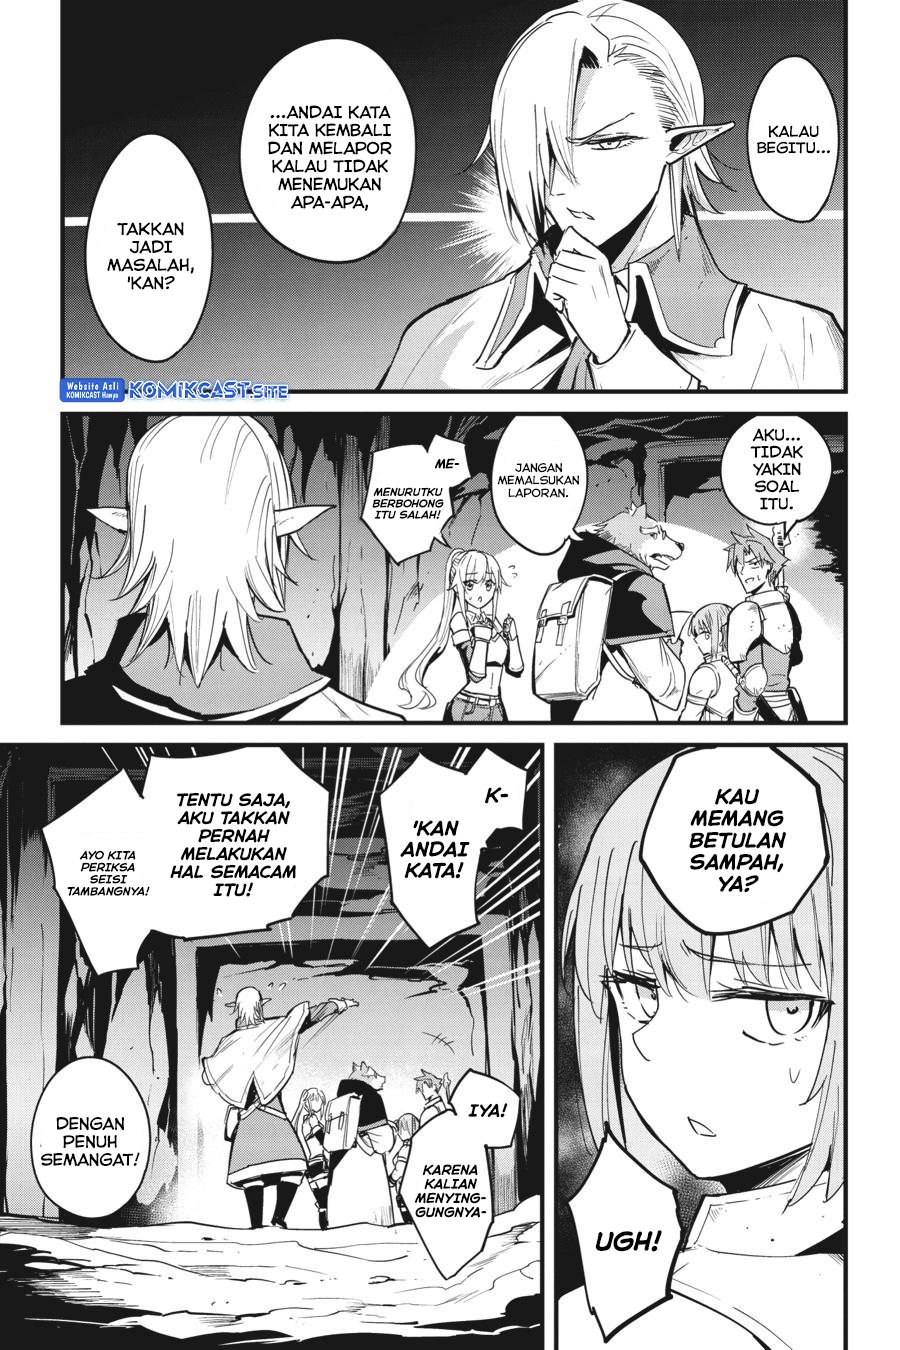 KALAU
BEGITU...
...ANDAI KATA
KITA KEMBALI
DAN MELAPOR
KALAU TIDAK
MENEMUKAN
APA-APA,
TAKKAN
JADI
MASALAH,
'KAN?
Website Asli
KOMIKCAST Hanya
KOMIKCAST.SITE
AKU...
TIDAK
YAKIN
SOAL
ITU.
JANGAN
MEMALSUKAN
LAPORAN.
ME-
MENURUTKU
BERBOHONG
ITU SALAH!
KAU
MEMANG
BETULAN
SAMPAH,
YA?
UGH!
K-
'KAN
ANDAI
KATA!
TENTU SAJA,
AKU TAKKAN
PERNAH
MELAKUKAN
HAL SEMACAM
ITU!
AYO KITA
PERIKSA
SEISI
TAMBANGNYA!
IYA!
KARENA
KALIAN
MENYING-
GUNGNYA-
DENGAN
PENUH
SEMANGAT!